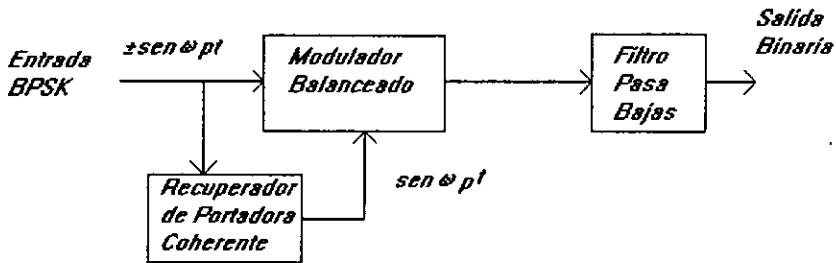 Entrada
BPSK
±sen ω pt
Modulador
Balanceado
Filtro
Pasa
Bajas
Salida
Binaria
Recuperador
de Portadora
Coherente
sen ω pt